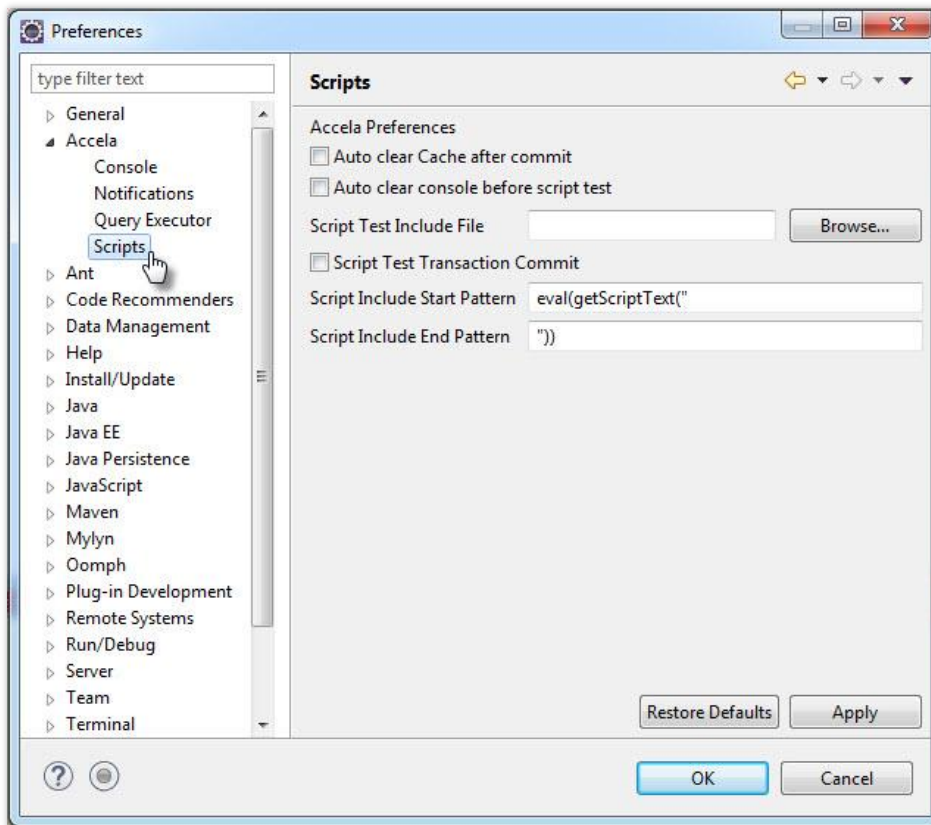 Preferences
type filter text
General
Accela
Console
Notifications
Query Executor
Scripts
Ant
Code Recommenders
Data Management
Help
Install/Update
Java
Java EE
Java Persistence
JavaScript
Maven
Mylyn
Oomph
Plug-in Development
Remote Systems
Run/Debug
Server
Team
Terminal
Scripts
Accela Preferences
Auto clear Cache after commit
Auto clear console before script test
Script Test Include File Browse...
Script Test Transaction Commit
Script Include Start Pattern eval(getScriptText("
Script Include End Pattern "))
Restore Defaults Apply
? OK Cancel